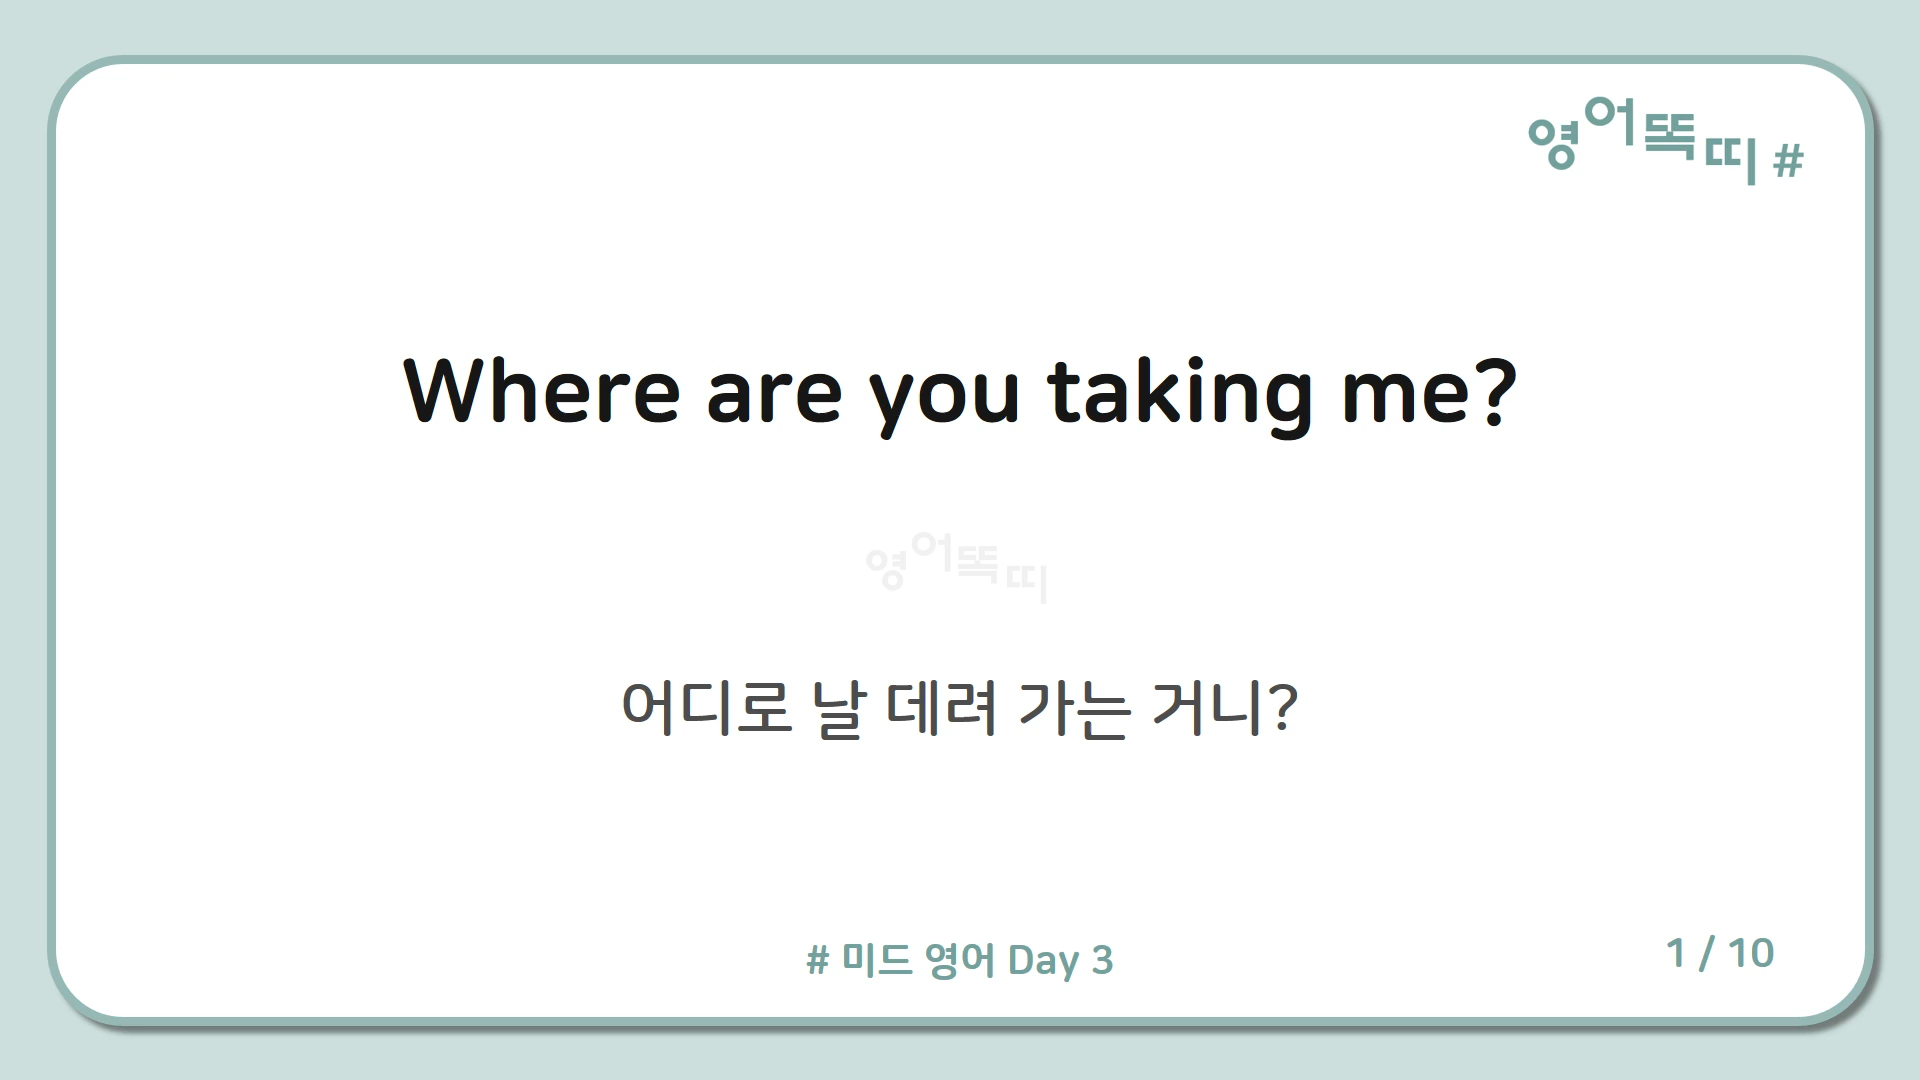 영어똑띠 #
Where are you taking me?
영어똑띠
어디로 날 데려 가는 거니?
# 미드 영어 Day 3
1 / 10